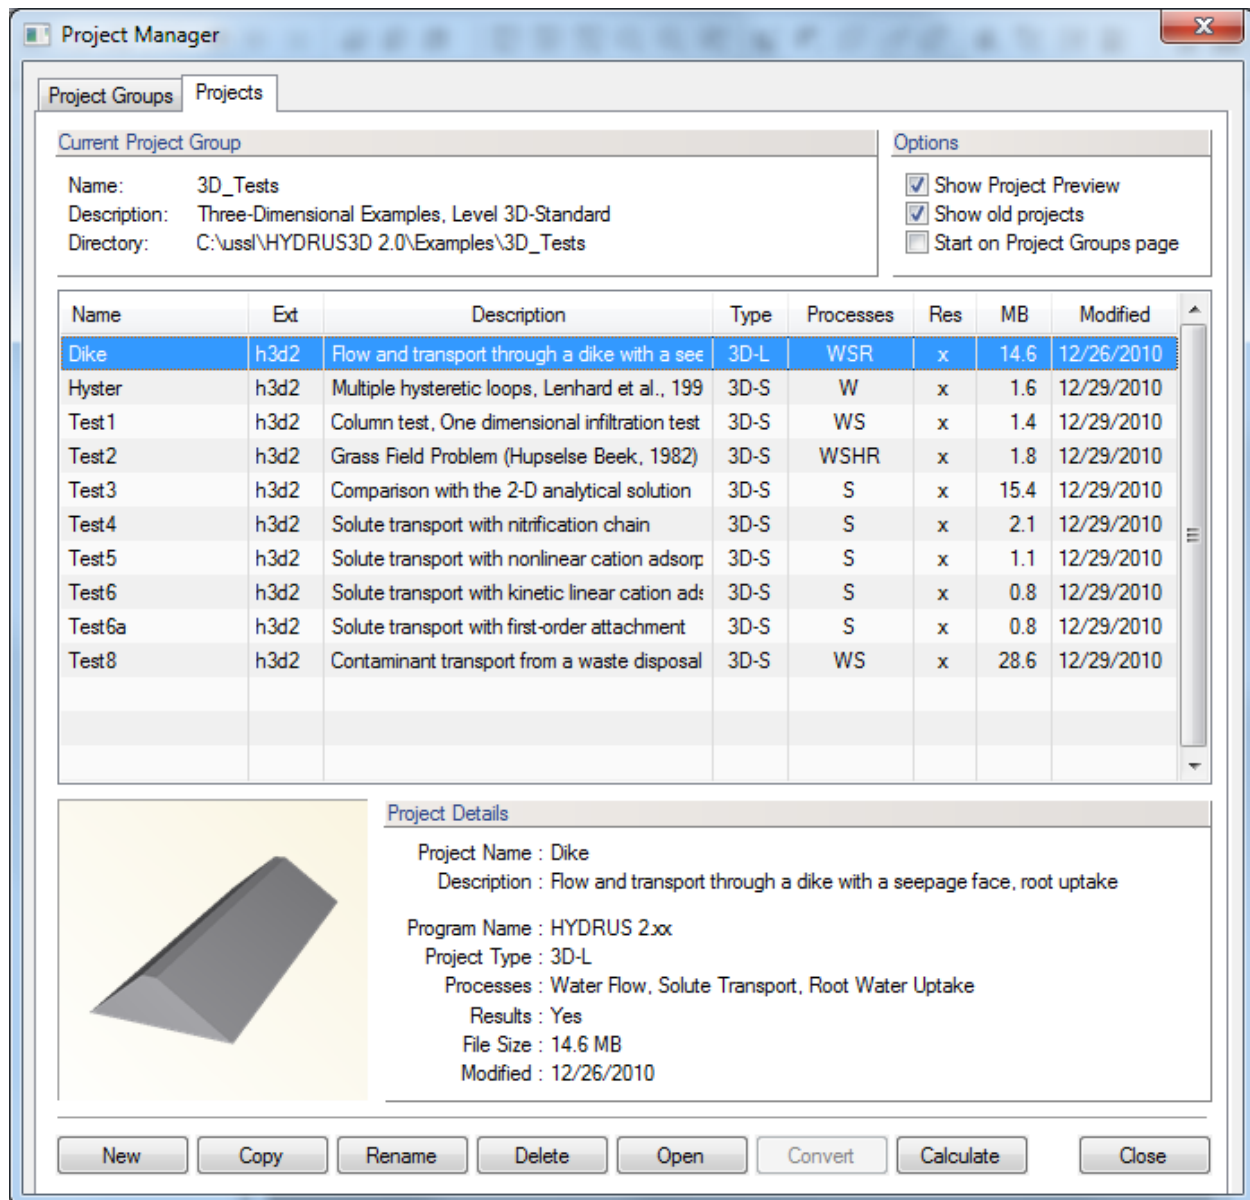 Project Manager
Project Groups Projects
Current Project Group
Options
Name: 3D_Tests
Description: Three-Dimensional Examples, Level 3D-Standard
Directory: C:\ussl\HYDRUS3D 2.0\Examples\3D_Tests
Show Project Preview
Show old projects
Start on Project Groups page
Name Ext Description Type Processes Res MB Modified
Dike h3d2 Flow and transport through a dike with a see 3D-L WSR x 14.6 12/26/2010
Hyster h3d2 Multiple hysteretic loops, Lenhard et al., 199 3D-S W x 1.6 12/29/2010
Test1 h3d2 Column test, One dimensional infiltration test 3D-S WS x 1.4 12/29/2010
Test2 h3d2 Grass Field Problem (Hupselse Beek, 1982) 3D-S WSHR x 1.8 12/29/2010
Test3 h3d2 Comparison with the 2-D analytical solution 3D-S S x 15.4 12/29/2010
Test4 h3d2 Solute transport with nitrification chain 3D-S S x 2.1 12/29/2010
Test5 h3d2 Solute transport with nonlinear cation adsorp 3D-S S x 1.1 12/29/2010
Test6 h3d2 Solute transport with kinetic linear cation ads 3D-S S x 0.8 12/29/2010
Test6a h3d2 Solute transport with first-order attachment 3D-S S x 0.8 12/29/2010
Test8 h3d2 Contaminant transport from a waste disposal 3D-S WS x 28.6 12/29/2010
Project Details
Project Name : Dike
Description : Flow and transport through a dike with a seepage face, root uptake
Program Name : HYDRUS 2.xx
Project Type : 3D-L
Processes : Water Flow, Solute Transport, Root Water Uptake
Results : Yes
File Size : 14.6 MB
Modified : 12/26/2010
New Copy Rename Delete Open Convert Calculate Close